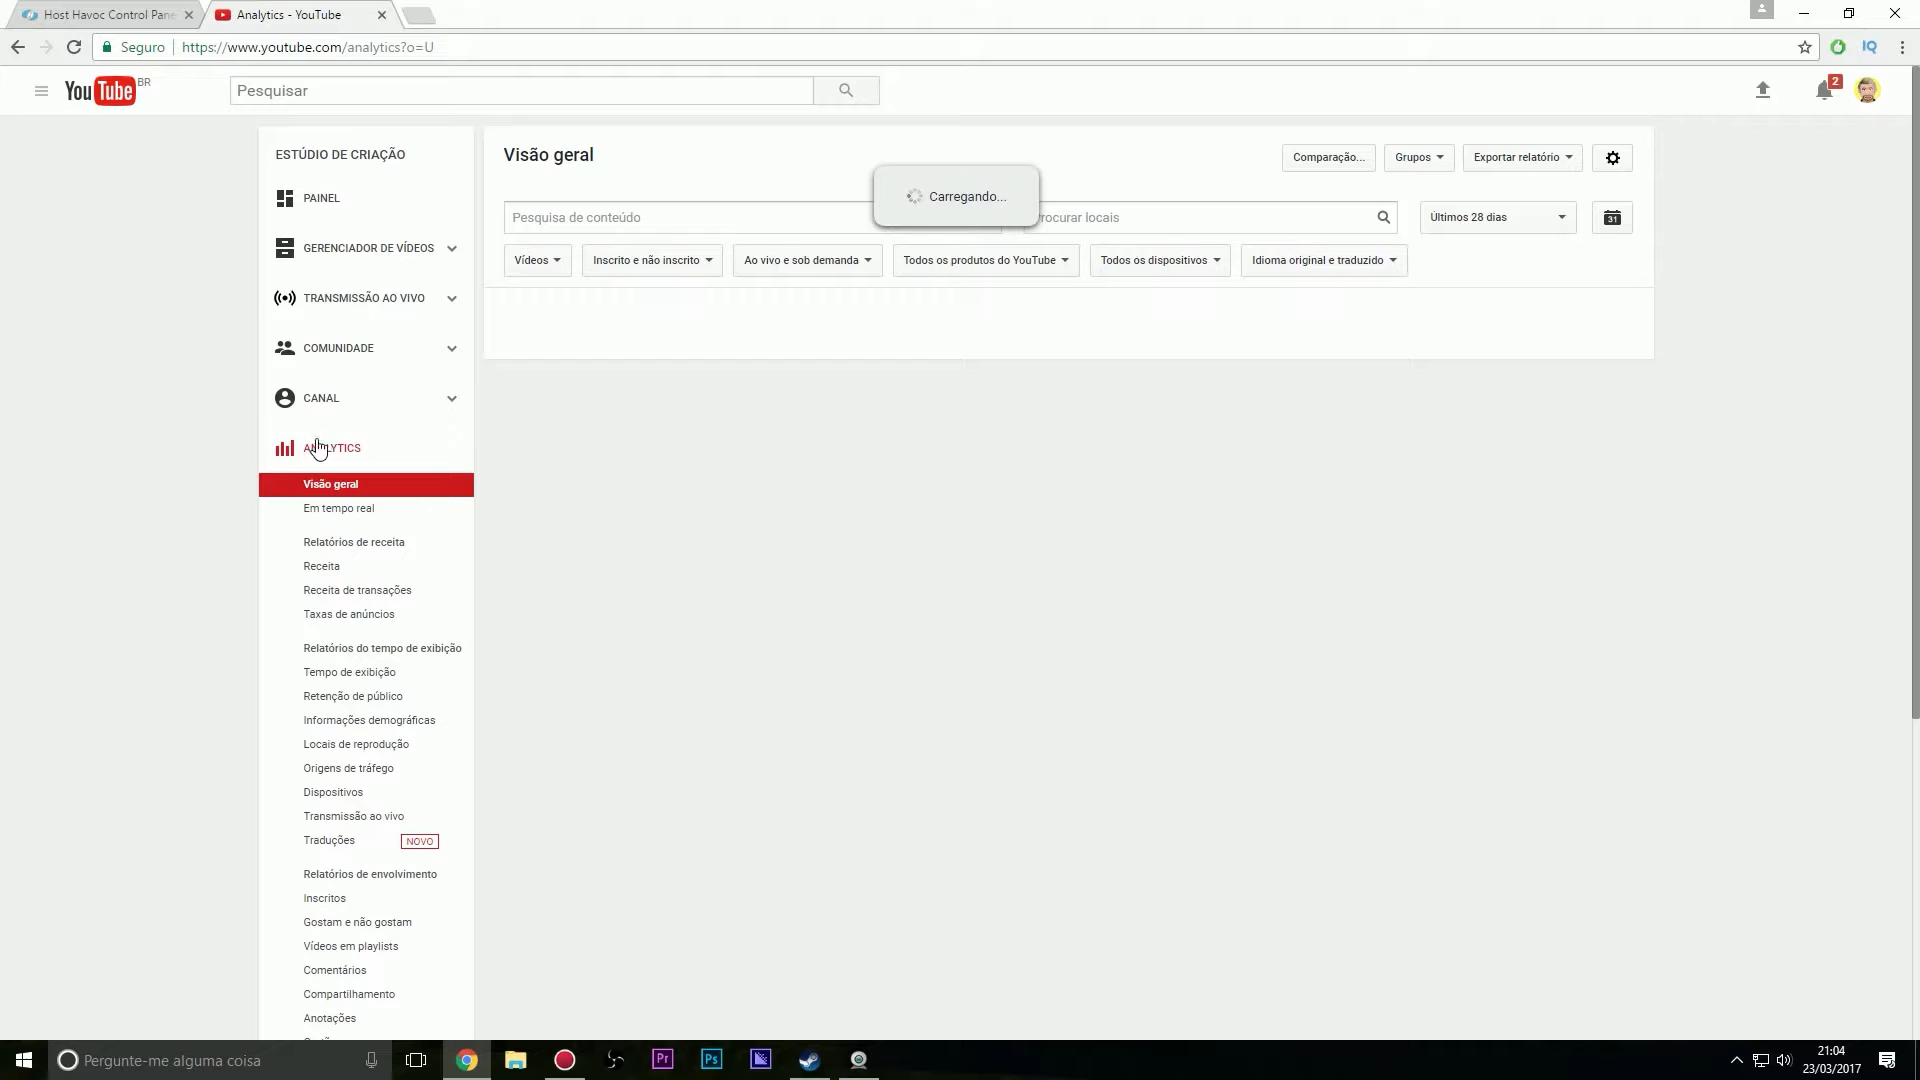 Host Havoc Control Pane
Analytics - YouTube
Seguro
https://www.youtube.com/analytics?o=U
IQ
YouTube BR
Pesquisar
2
ESTÚDIO DE CRIAÇÃO
PAINEL
GERENCIADOR DE VÍDEOS
TRANSMISSÃO AO VIVO
COMUNIDADE
CANAL
ANALYTICS
Visão geral
Em tempo real
Relatórios de receita
Receita
Receita de transações
Taxas de anúncios
Relatórios do tempo de exibição
Tempo de exibição
Retenção de público
Informações demográficas
Locais de reprodução
Origens de tráfego
Dispositivos
Transmissão ao vivo
Traduções NOVO
Relatórios de envolvimento
Inscritos
Gostam e não gostam
Vídeos em playlists
Comentários
Compartilhamento
Anotações
Visão geral
Comparação... Grupos Exportar relatório
Carregando...
Pesquisa de conteúdo
rocurar locais
Últimos 28 dias
31
Vídeos Inscrito e não inscrito Ao vivo e sob demanda Todos os produtos do YouTube Todos os dispositivos Idioma original e traduzido
Pergunte-me alguma coisa
Pr
Ps
21:04
23/03/2017